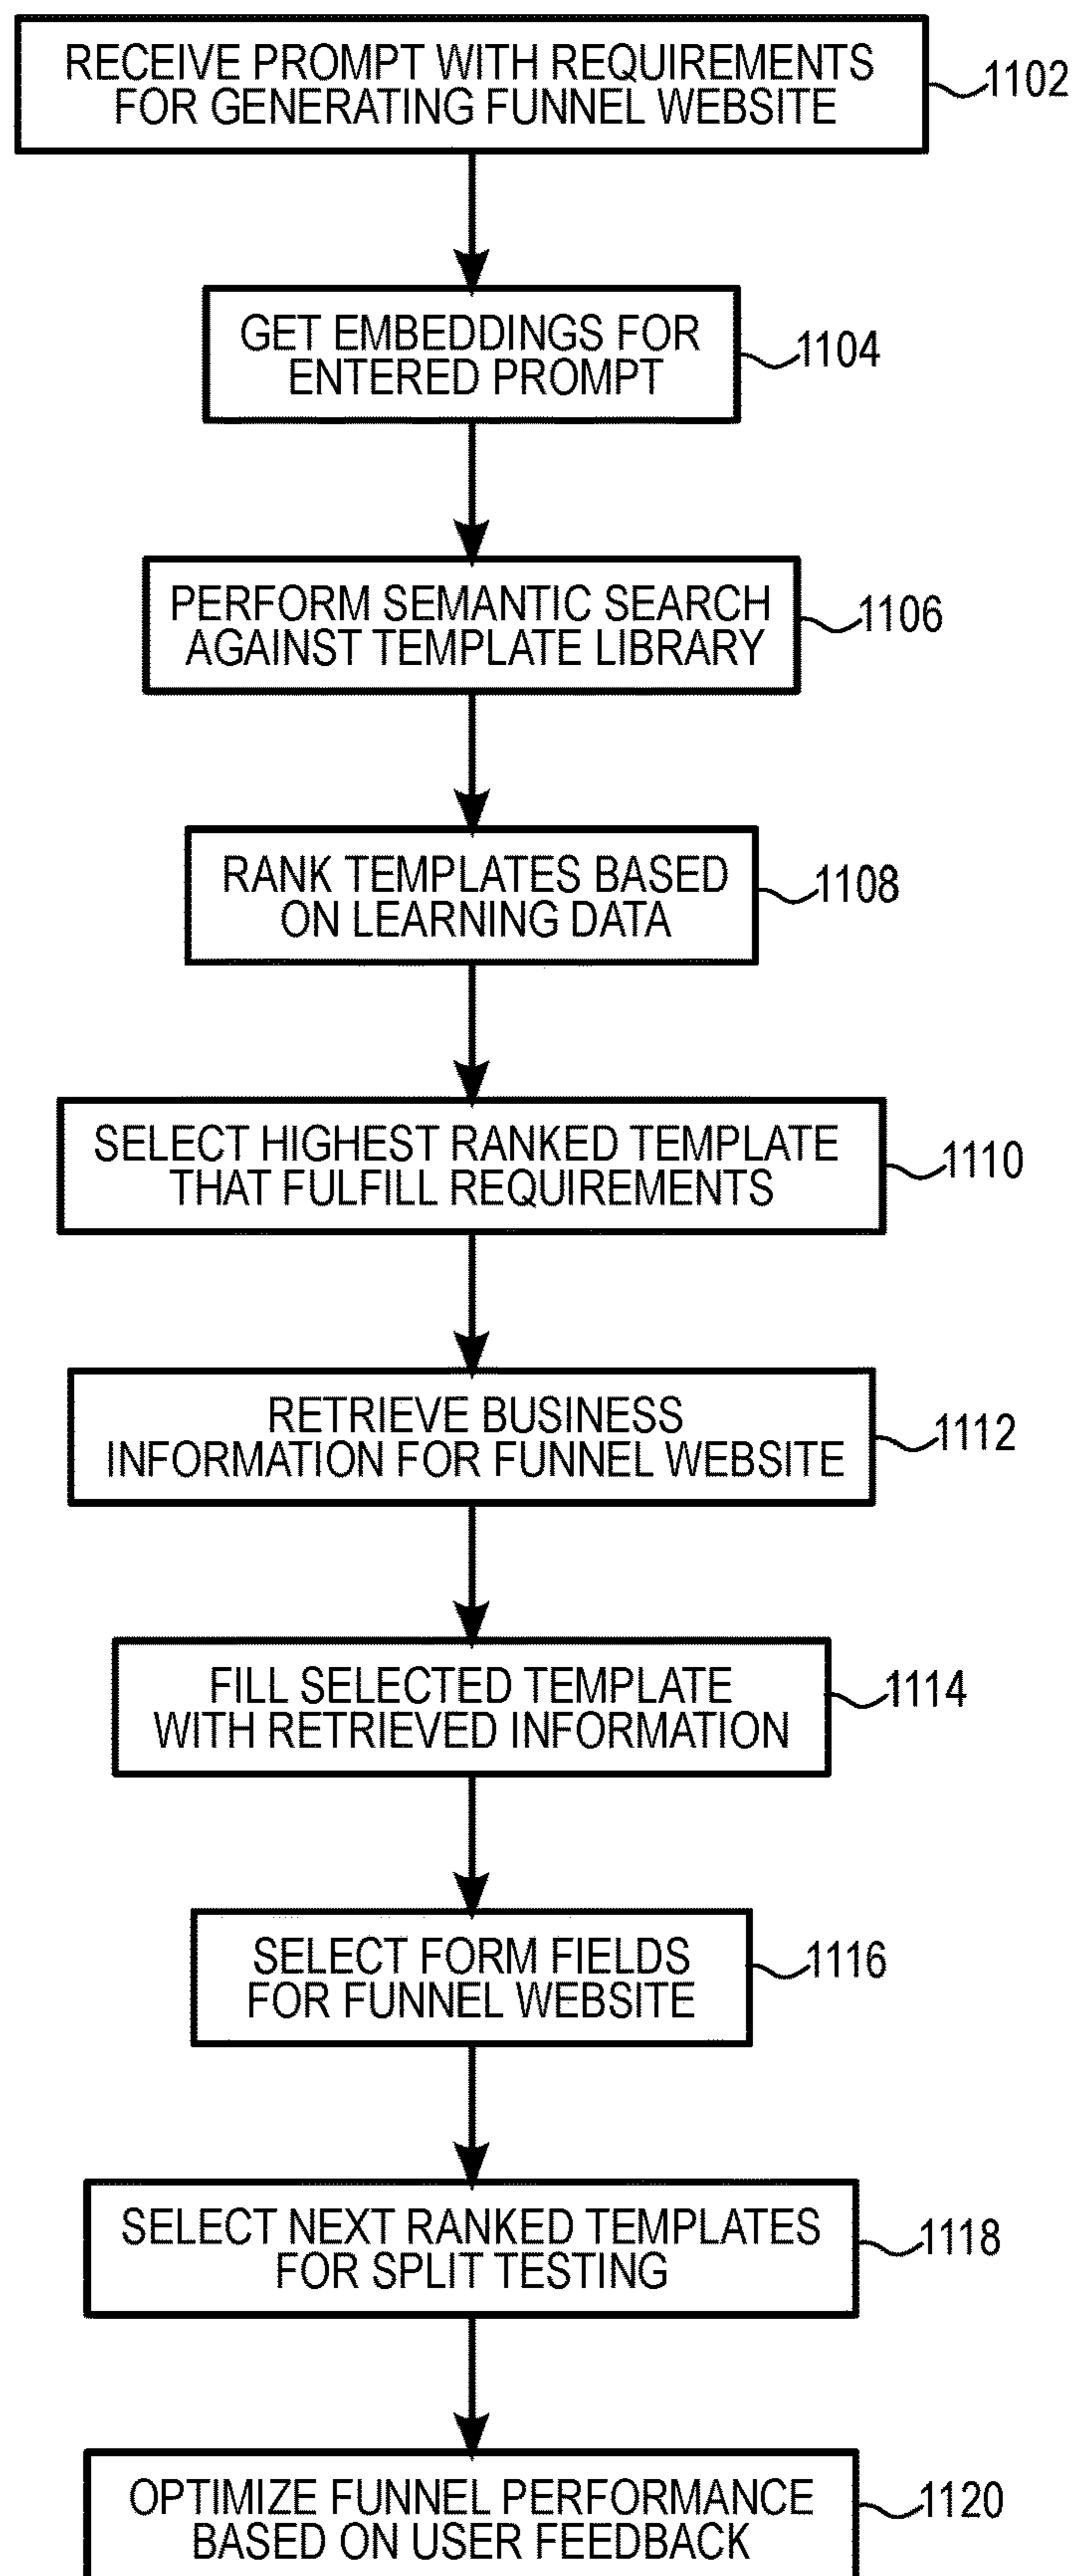 RECEIVE PROMPT WITH REQUIREMENTS
FOR GENERATING FUNNEL WEBSITE
1102
GET EMBEDDINGS FOR
ENTERED PROMPT
1104
PERFORM SEMANTIC SEARCH
AGAINST TEMPLATE LIBRARY
1106
RANK TEMPLATES BASED
ON LEARNING DATA
1108
SELECT HIGHEST RANKED TEMPLATE
THAT FULFILL REQUIREMENTS
1110
RETRIEVE BUSINESS
INFORMATION FOR FUNNEL WEBSITE
1112
FILL SELECTED TEMPLATE
WITH RETRIEVED INFORMATION
1114
SELECT FORM FIELDS
FOR FUNNEL WEBSITE
1116
SELECT NEXT RANKED TEMPLATES
FOR SPLIT TESTING
1118
OPTIMIZE FUNNEL PERFORMANCE
BASED ON USER FEEDBACK
1120